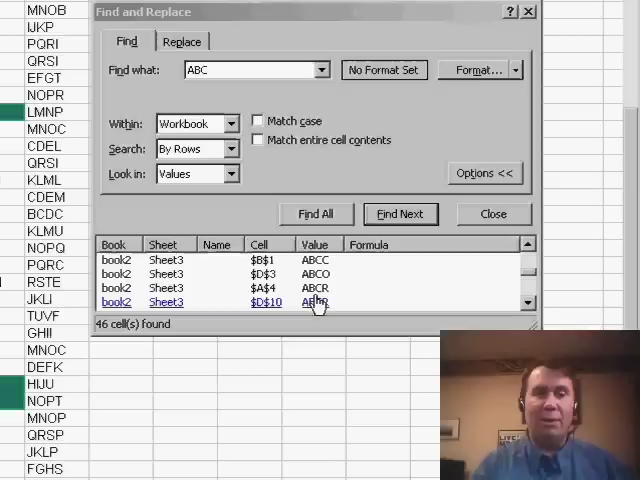 MNOB
IJKP
PQRI
QRSI
EFGT
NOPR
LMNP
MNOC
CDEL
QRSI
KLML
CDEM
BCDC
KLMU
NOPQ
PQRC
RSTE
JKLI
TUVF
GHII
MNOC
DEFK
HIJU
NOPT
MNOP
QRSP
JKLP
FGHS
Find and Replace
Find Replace
Find what: ABC No Format Set Format...
Within: Workbook Match case
Search: By Rows Match entire cell contents
Look in: Values
Options <<
Find All Find Next Close
Book Sheet Name Cell Value Formula
book2 Sheet3 $B$1 ABCC
book2 Sheet3 $D$3 ABCO
book2 Sheet3 $A$4 ABCR
book2 Sheet3 $D$10
46 cell(s) found